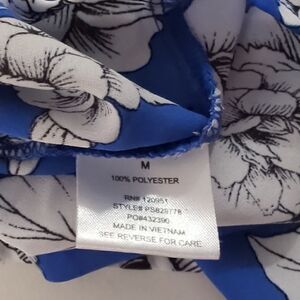 M
100% POLYESTER
RN# 120951
STYLE# PS829778
PO#432390
MADE IN VIETNAM
SEE REVERSE FOR CARE